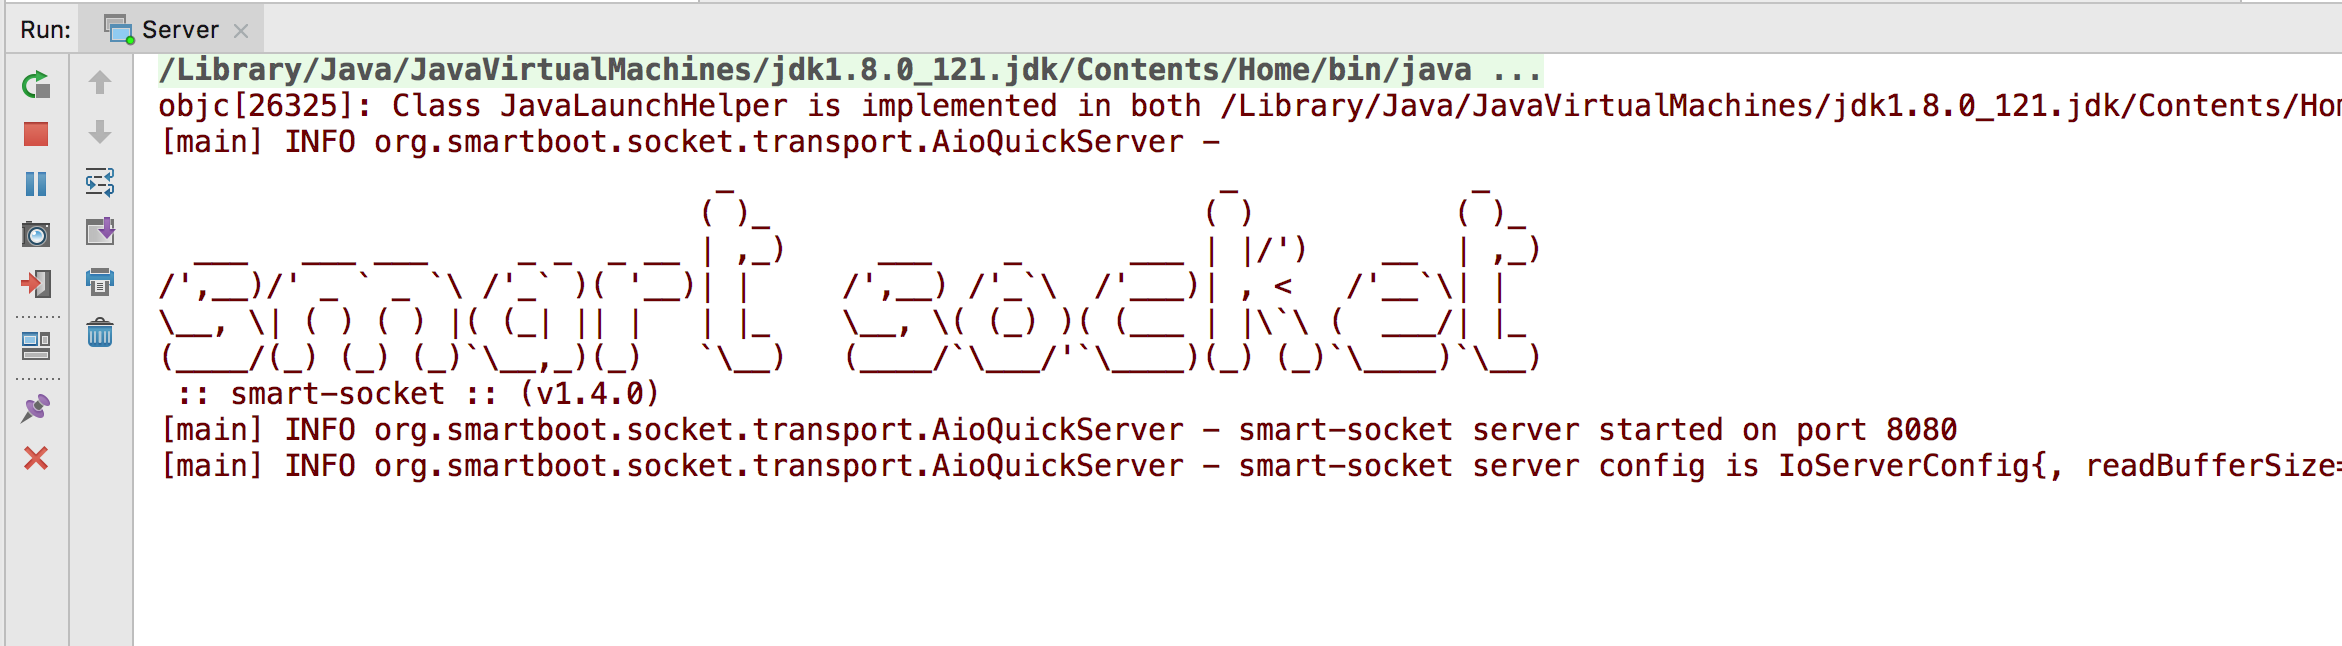 Run: Server
/Library/Java/JavaVirtualMachines/jdk1.8.0_121.jdk/Contents/Home/bin/java ...
objc[26325]: Class JavaLaunchHelper is implemented in both /Library/Java/JavaVirtualMachines/jdk1.8.0_121.jdk/Contents/Hom
[main] INFO org.smartboot.socket.transport.AioQuickServer -
                               _                           _             _
                              ( )_                        ( )           ( )_
  ___   ___ ___     _ _  _ __ | ,_)     ___    _      ___ | |/')    __  | ,_)
/',__)/' _ ` _ `\ /'_` )( '__)| |     /',__) /'_`\  /'___)| , <   /'__`\| |
\__, \| ( ) ( ) |( (_| || |   | |_    \__, \( (_) )( (___ | |\`\ (  ___/| |_
(____/(_) (_) (_)`\__,_)(_)   `\__)   (____/`\___/'`\____)(_) (_)`\____)`\__)
 :: smart-socket :: (v1.4.0)
[main] INFO org.smartboot.socket.transport.AioQuickServer - smart-socket server started on port 8080
[main] INFO org.smartboot.socket.transport.AioQuickServer - smart-socket server config is IoServerConfig{, readBufferSize=